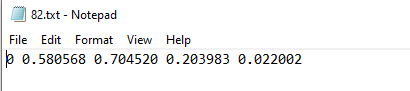 82.txt - Notepad
File Edit Format View Help
0 0.580568 0.704520 0.203983 0.022002